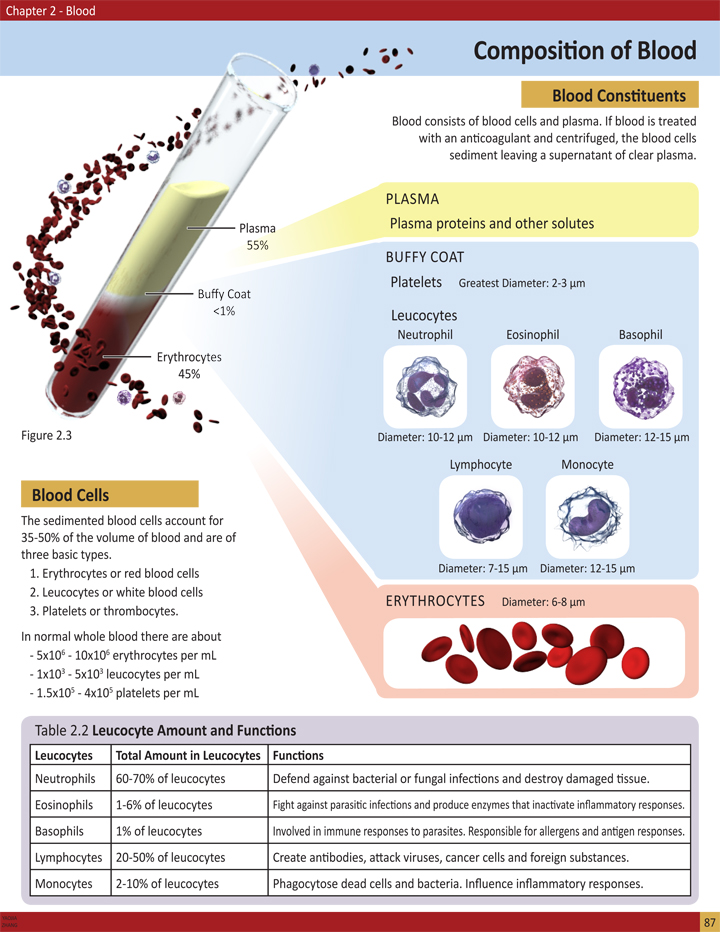 Chapter 2 - Blood
Composition of Blood
Blood Constituents
Blood consists of blood cells and plasma. If blood is treated
with an anticoagulant and centrifuged, the blood cells
sediment leaving a supernatant of clear plasma.
Plasma
55%
Buffy Coat
<1%
Erythrocytes
45%
Figure 2.3
PLASMA
Plasma proteins and other solutes
BUFFY COAT
Platelets Greatest Diameter: 2-3 µm
Leucocytes
Neutrophil Eosinophil Basophil
Diameter: 10-12 µm Diameter: 10-12 µm Diameter: 12-15 µm
Lymphocyte Monocyte
Diameter: 7-15 µm Diameter: 12-15 µm
ERYTHROCYTES Diameter: 6-8 µm
Blood Cells
The sedimented blood cells account for
35-50% of the volume of blood and are of
three basic types.
1. Erythrocytes or red blood cells
2. Leucocytes or white blood cells
3. Platelets or thrombocytes.
In normal whole blood there are about
- 5x10⁶ - 10x10⁶ erythrocytes per mL
- 1x10³ - 5x10³ leucocytes per mL
- 1.5x10⁵ - 4x10⁵ platelets per mL
Table 2.2 Leucocyte Amount and Functions
Leucocytes Total Amount in Leucocytes Functions
Neutrophils 60-70% of leucocytes Defend against bacterial or fungal infections and destroy damaged tissue.
Eosinophils 1-6% of leucocytes Fight against parasitic infections and produce enzymes that inactivate inflammatory responses.
Basophils 1% of leucocytes Involved in immune responses to parasites. Responsible for allergens and antigen responses.
Lymphocytes 20-50% of leucocytes Create antibodies, attack viruses, cancer cells and foreign substances.
Monocytes 2-10% of leucocytes Phagocytose dead cells and bacteria. Influence inflammatory responses.
87